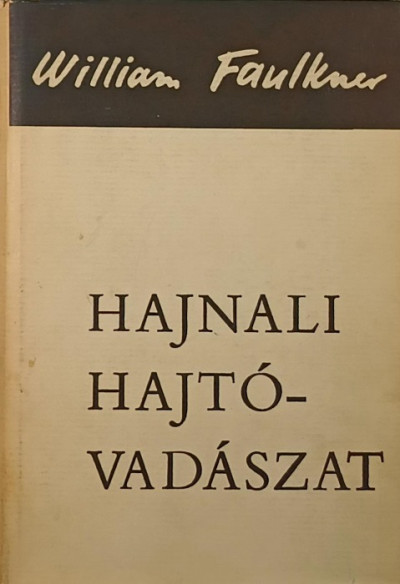 William Faulkner
HAJNALI
HAJTÓ-
VADÁSZAT